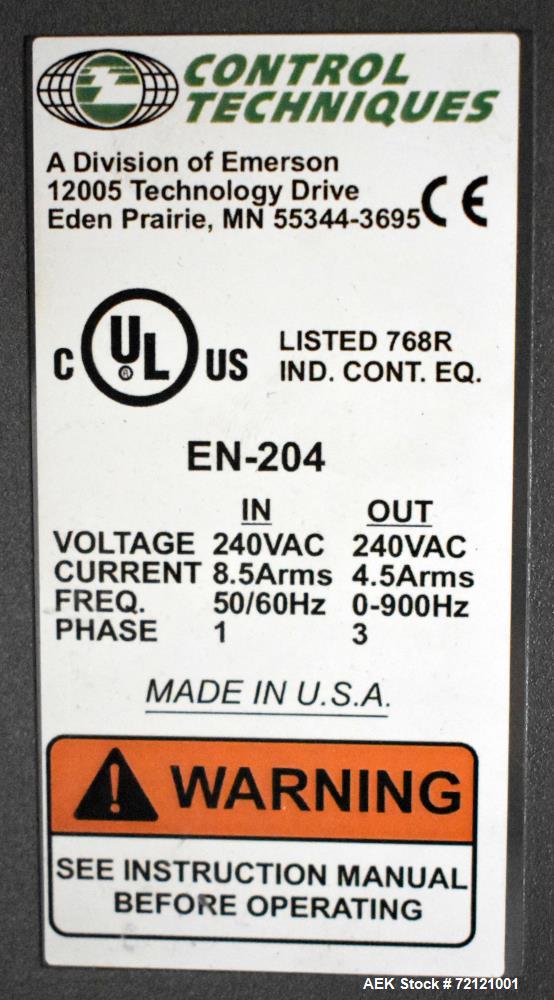 CONTROL
TECHNIQUES
A Division of Emerson
12005 Technology Drive
Eden Prairie, MN 55344-3695 CE
C UL® US
LISTED 768R
IND. CONT. EQ.
EN-204
IN OUT
VOLTAGE 240VAC 240VAC
CURRENT 8.5Arms 4.5Arms
FREQ. 50/60Hz 0-900Hz
PHASE 1 3
MADE IN U.S.A.
WARNING
SEE INSTRUCTION MANUAL
BEFORE OPERATING
AEK Stock# 72121001